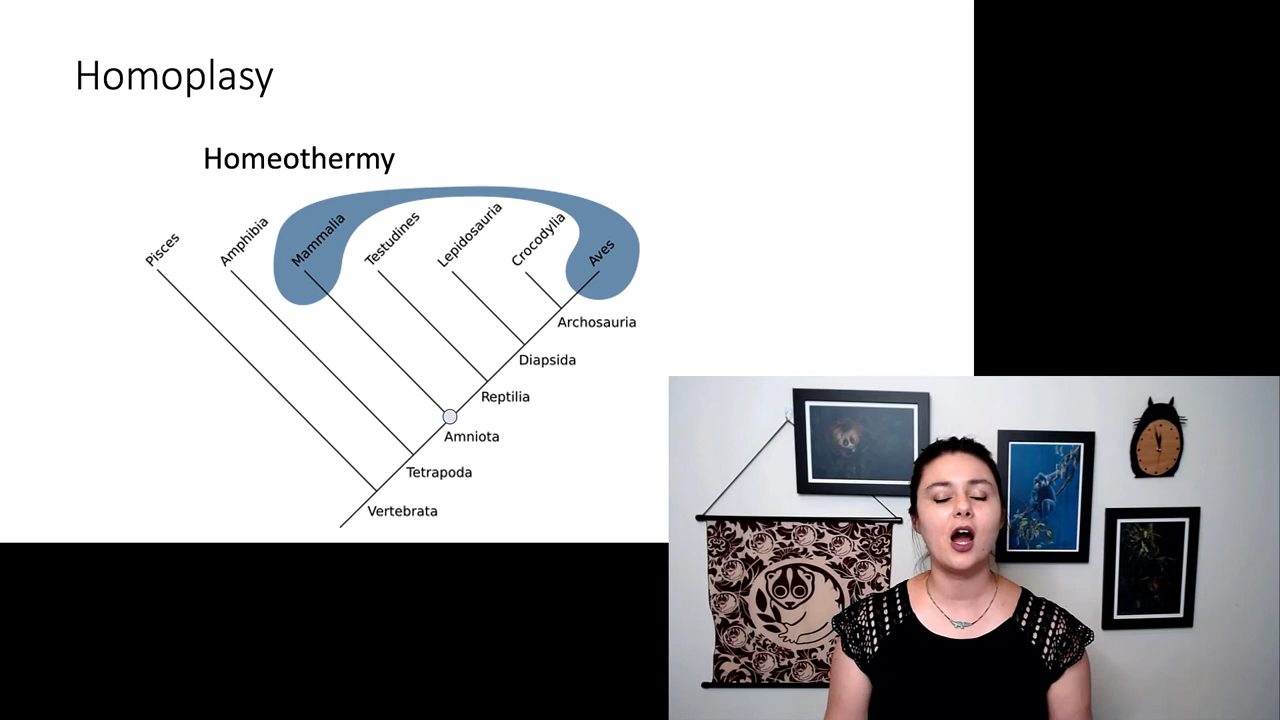 Homoplasy
Homeothermy
Pisces
Amphibia
Mammalia
Testudines
Lepidosauria
Crocodylia
Aves
Archosauria
Diapsida
Reptilia
Amniota
Tetrapoda
Vertebrata